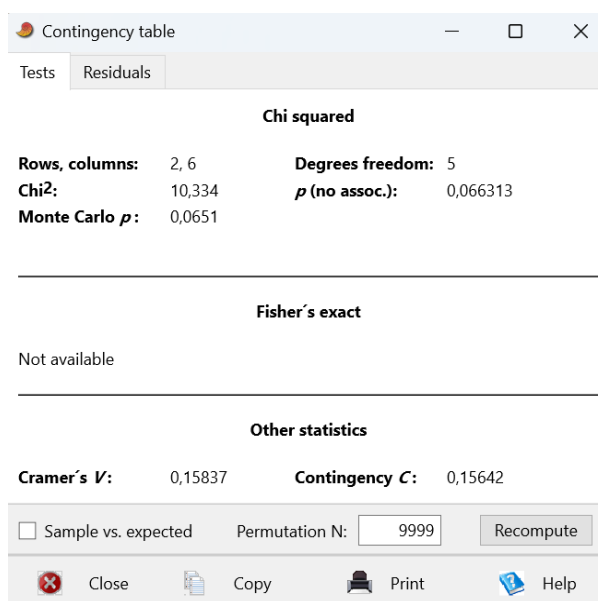 Contingency table
Tests Residuals
Chi squared
Rows, columns: 2, 6 Degrees freedom: 5
Chi2: 10,334 p (no assoc.): 0,066313
Monte Carlo p : 0,0651
Fisher´s exact
Not available
Other statistics
Cramer´s V : 0,15837 Contingency C : 0,15642
Sample vs. expected Permutation N: 9999 Recompute
Close Copy Print Help